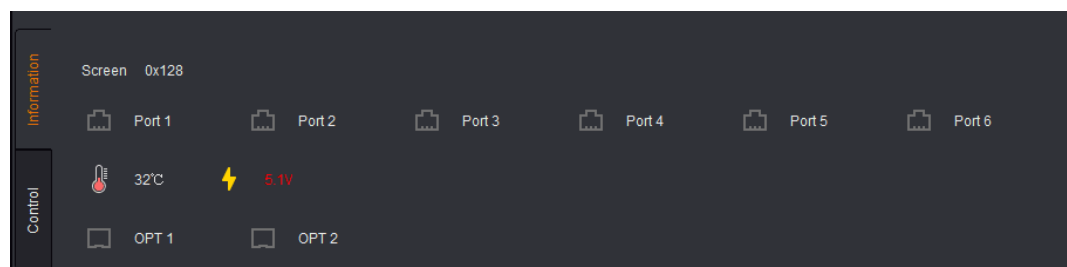 Information
Screen 0x128
Port 1 Port 2 Port 3 Port 4 Port 5 Port 6
32℃ 5.1V
Control
OPT 1 OPT 2